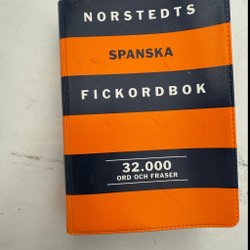 NORSTEDTS
SPANSKA
FICKORDBOK
32.000
ORD OCH FRASER